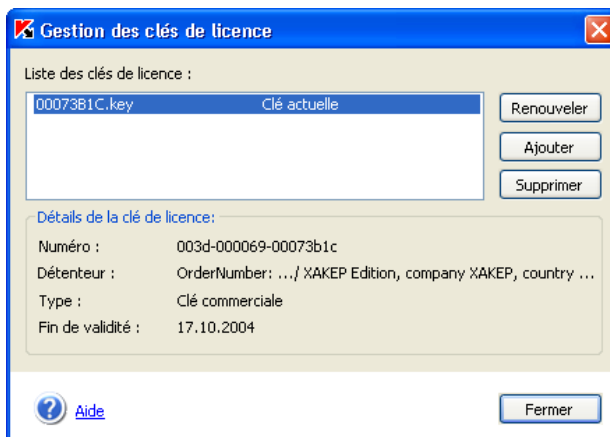 Gestion des clés de licence
Liste des clés de licence :
00073B1C.key Clé actuelle
Renouveler
Ajouter
Supprimer
Détails de la clé de licence:
Numéro : 003d-000069-00073b1c
Détenteur : OrderNumber: .../ XAKEP Edition, company XAKEP, country ...
Type : Clé commerciale
Fin de validité : 17.10.2004
Aide
Fermer